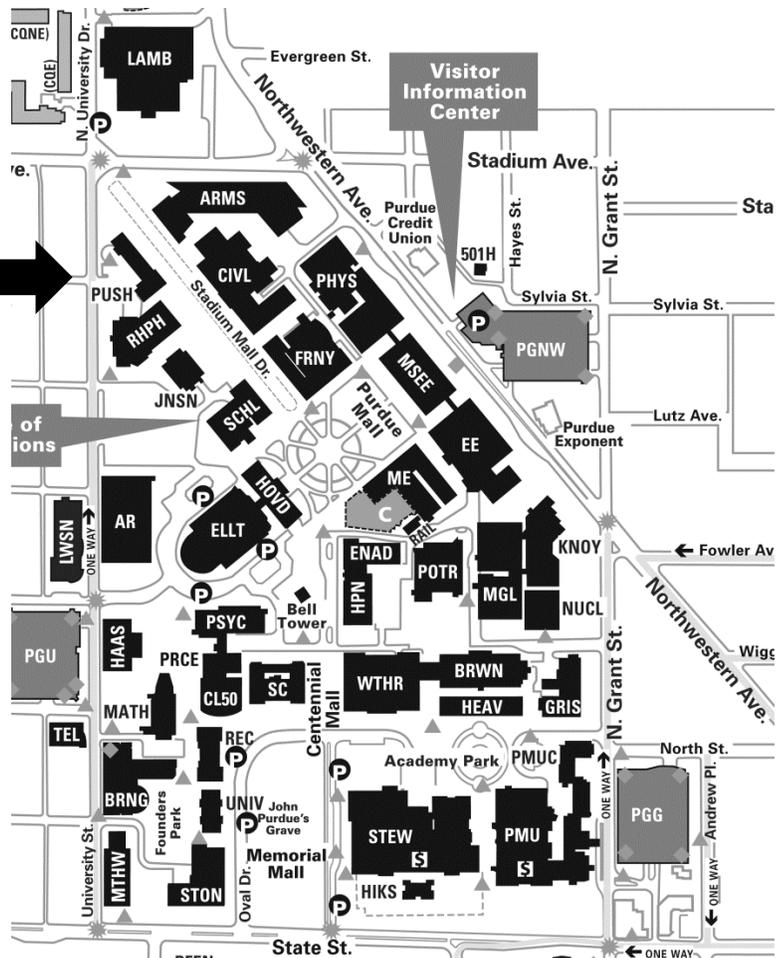 CQNE)
(CQE)
N. University Dr.
LAMB
P
Evergreen St.
Visitor
Information
Center
Northwestern Ave.
Stadium Ave.
ve.
N. Grant St.
Hayes St.
Sta
ARMS
Purdue
Credit
Union
501H
CIVL
PHYS
PUSH
Stadium Mall Dr.
Sylvia St.
Sylvia St.
P
RHPH
PGNW
FRNY
MSEE
JNSN
SCHL
Purdue
Mall
Lutz Ave.
e of
ions
Purdue
Exponent
EE
ME
HOVD
P
C
AR
ELLT
RAIL
LWSN
ONE WAY
P
ENAD
KNOY
Fowler Av
POTR
HPN
MGL
P
Bell
Tower
NUCL
Northwestern Ave.
PSYC
HAAS
PGU
PRCE
Wigg
WTHR
BRWN
CL50
SC
Centennial
Mall
HEAV
GRIS
N. Grant St.
MATH
TEL
REC
P
North St.
Academy Park
PMUC
P
BRNG
UNIV
John
Purdue's
Grave
P
Founders
Park
STEW
PMU
ONE WAY
PGG
Andrew Pl.
S
S
Memorial
Mall
University St.
MTHW
STON
Oval Dr.
HIKS
P
ONE WAY
State St.
ONE WAY